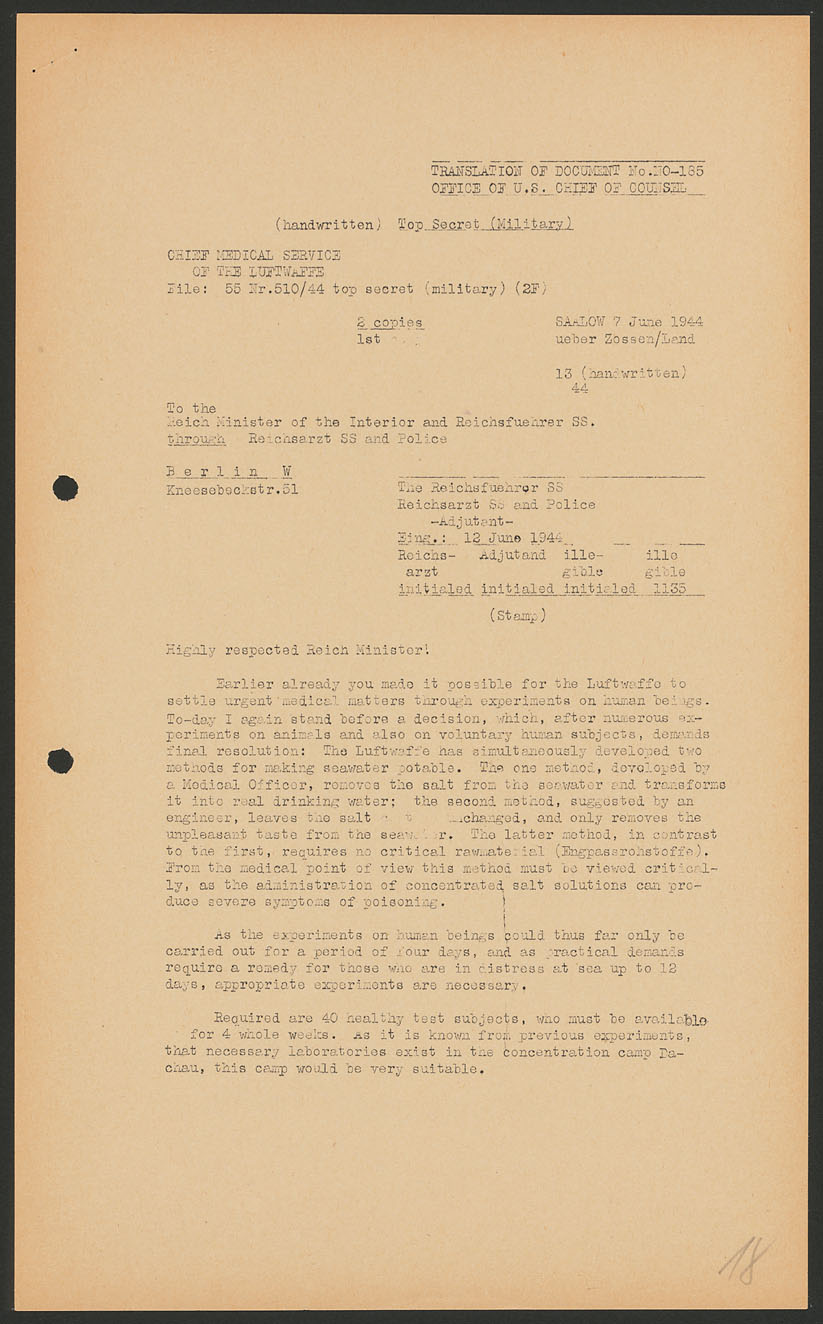 TRANSLATION OF DOCUMENT No.NO-185
OFFICE OF U.S. CHIEF OF COUNSEL
(handwritten) Top Secret (Military)
CHIEF MEDICAL SERVICE
OF THE LUFTWAFFE
File: 55 Nr.510/44 top secret (military) (2F)
2 copies
SAALOW 7 June 1944
1st
ueber Zossen/Land
13 (handwritten)
44
To the
Reich Minister of the Interior and Reichsfuehrer SS.
through Reichsarzt SS and Police
B e r l i n W
Knesebeckstr.51
The Reichsfuehrer SS
Reichsarzt SS and Police
-Adjutant-
Eing.: 12 June 1944
Reichs- Adjutand ille- ille
arzt gible gible
initialed initialed initialed 1135
(Stamp)
Highly respected Reich Minister!
Earlier already you made it possible for the Luftwaffe to
settle urgent medical matters through experiments on human beings.
To-day I again stand before a decision, which, after numerous ex-
periments on animals and also on voluntary human subjects, demands
final resolution: The Luftwaffe has simultaneously developed two
methods for making seawater potable. The one method, developed by
a Medical Officer, removes the salt from the seawater and transforms
it into real drinking water; the second method, suggested by an
engineer, leaves the salt unchanged, and only removes the
unpleasant taste from the seawater. The latter method, in contrast
to the first, requires no critical rawmaterial (Engpassrohstoffe).
From the medical point of view this method must be viewed critical-
ly, as the administration of concentrated salt solutions can pro-
duce severe symptoms of poisoning.
As the experiments on human beings could thus far only be
carried out for a period of four days, and as practical demands
require a remedy for those who are in distress at sea up to 12
days, appropriate experiments are necessary.
Required are 40 healthy test subjects, who must be available
for 4 whole weeks. As it is known from previous experiments,
that necessary laboratories exist in the concentration camp Da-
chau, this camp would be very suitable.
18